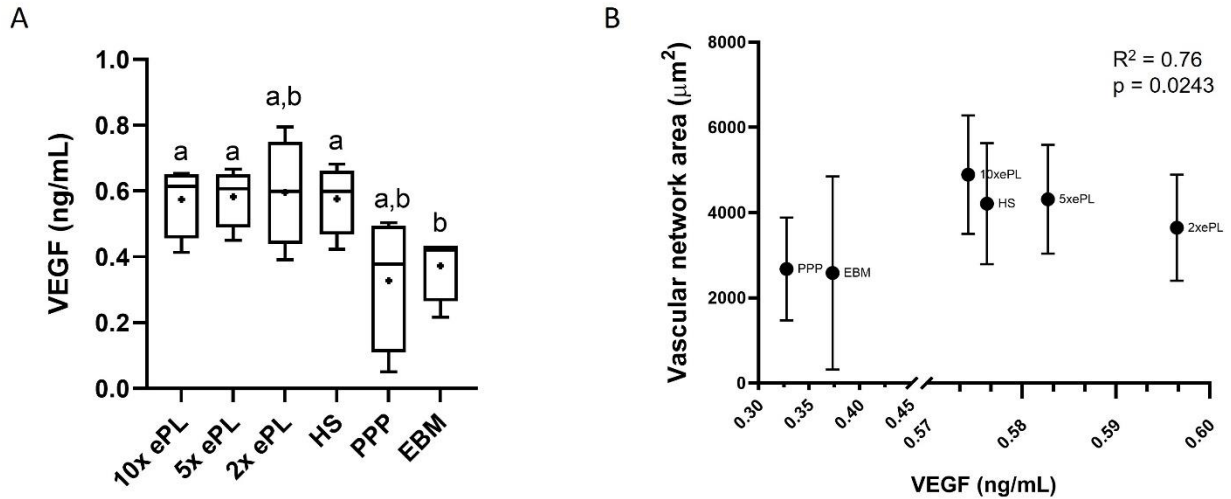 A
VEGF (ng/mL)
1.0
0.8
0.6
0.4
0.2
0.0
a
a
a,b
a
a,b
b
10x ePL
5x ePL
2x ePL
HS
PPP
EBM
B
Vascular network area (μm²)
8000
6000
4000
2000
0
R² = 0.76
p = 0.0243
PPP
EBM
10xePL
HS
5xePL
2xePL
0.30
0.35
0.40
0.45
0.57
0.58
0.59
0.60
VEGF (ng/mL)